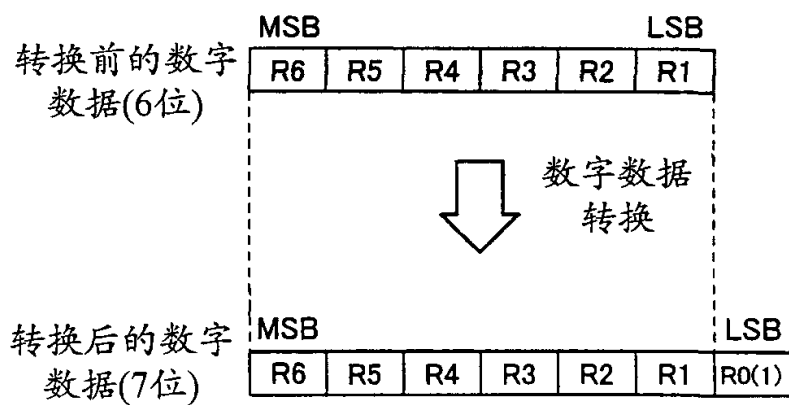 MSB LSB
转换前的数字
数据(6位)
R6 R5 R4 R3 R2 R1
数字数据
转换
转换后的数字
数据(7位)
MSB LSB
R6 R5 R4 R3 R2 R1 R0(1)